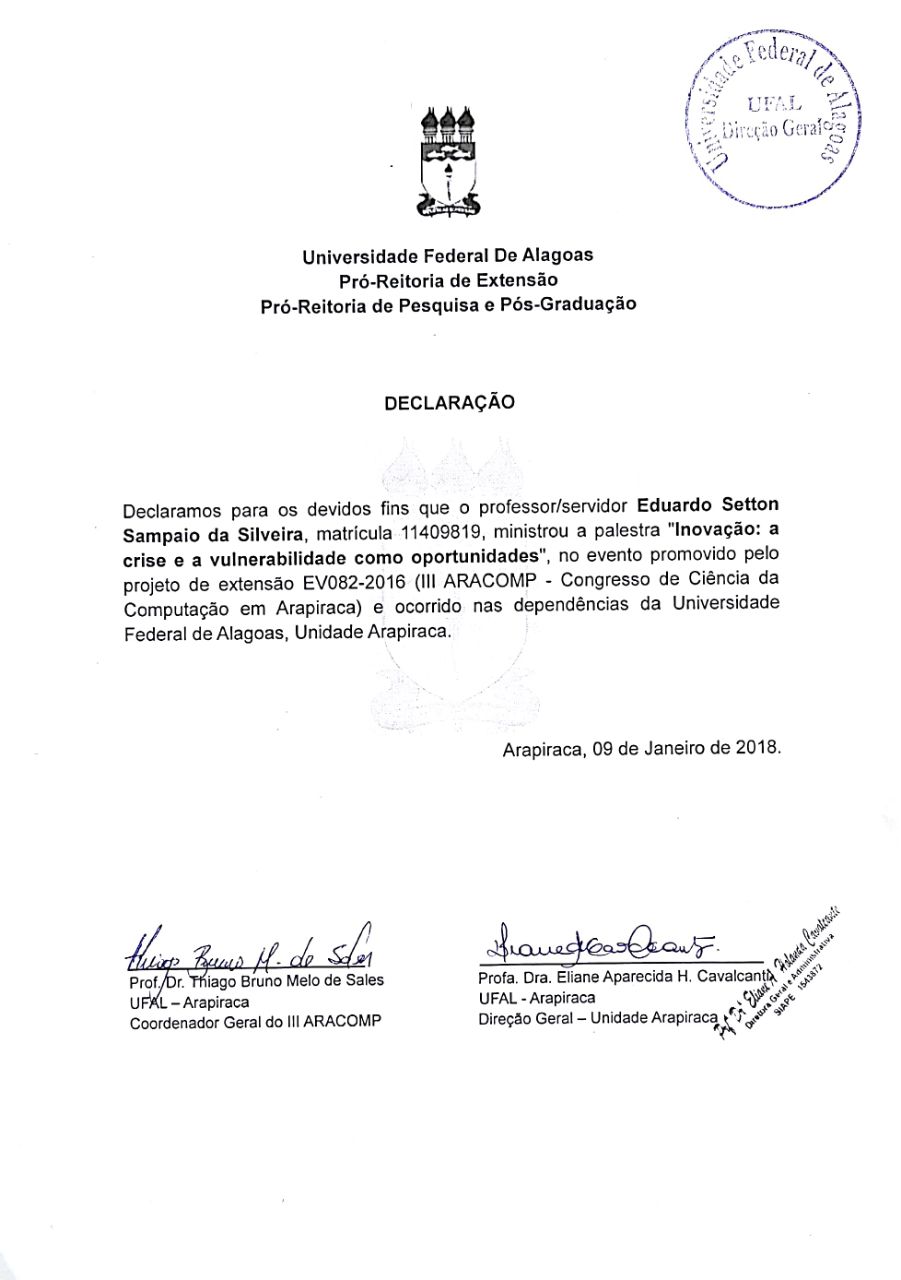 Universidade Federal de Alagoas
UFAL
Direção Geral
Universidade Federal De Alagoas
Pró-Reitoria de Extensão
Pró-Reitoria de Pesquisa e Pós-Graduação
DECLARAÇÃO
Declaramos para os devidos fins que o professor/servidor Eduardo Setton
Sampaio da Silveira, matrícula 11409819, ministrou a palestra "Inovação: a
crise e a vulnerabilidade como oportunidades", no evento promovido pelo
projeto de extensão EV082-2016 (III ARACOMP - Congresso de Ciência da
Computação em Arapiraca) e ocorrido nas dependências da Universidade
Federal de Alagoas, Unidade Arapiraca.
Arapiraca, 09 de Janeiro de 2018.
Thiago Bruno M. de Sales
Prof. Dr. Thiago Bruno Melo de Sales
UFAL – Arapiraca
Coordenador Geral do III ARACOMP
Profa. Dra. Eliane Aparecida H. Cavalcanti
UFAL - Arapiraca
Direção Geral – Unidade Arapiraca
Profª Drª Eliane A. Holanda Cavalcante
Diretora Geral e Administrativa
SIAPE